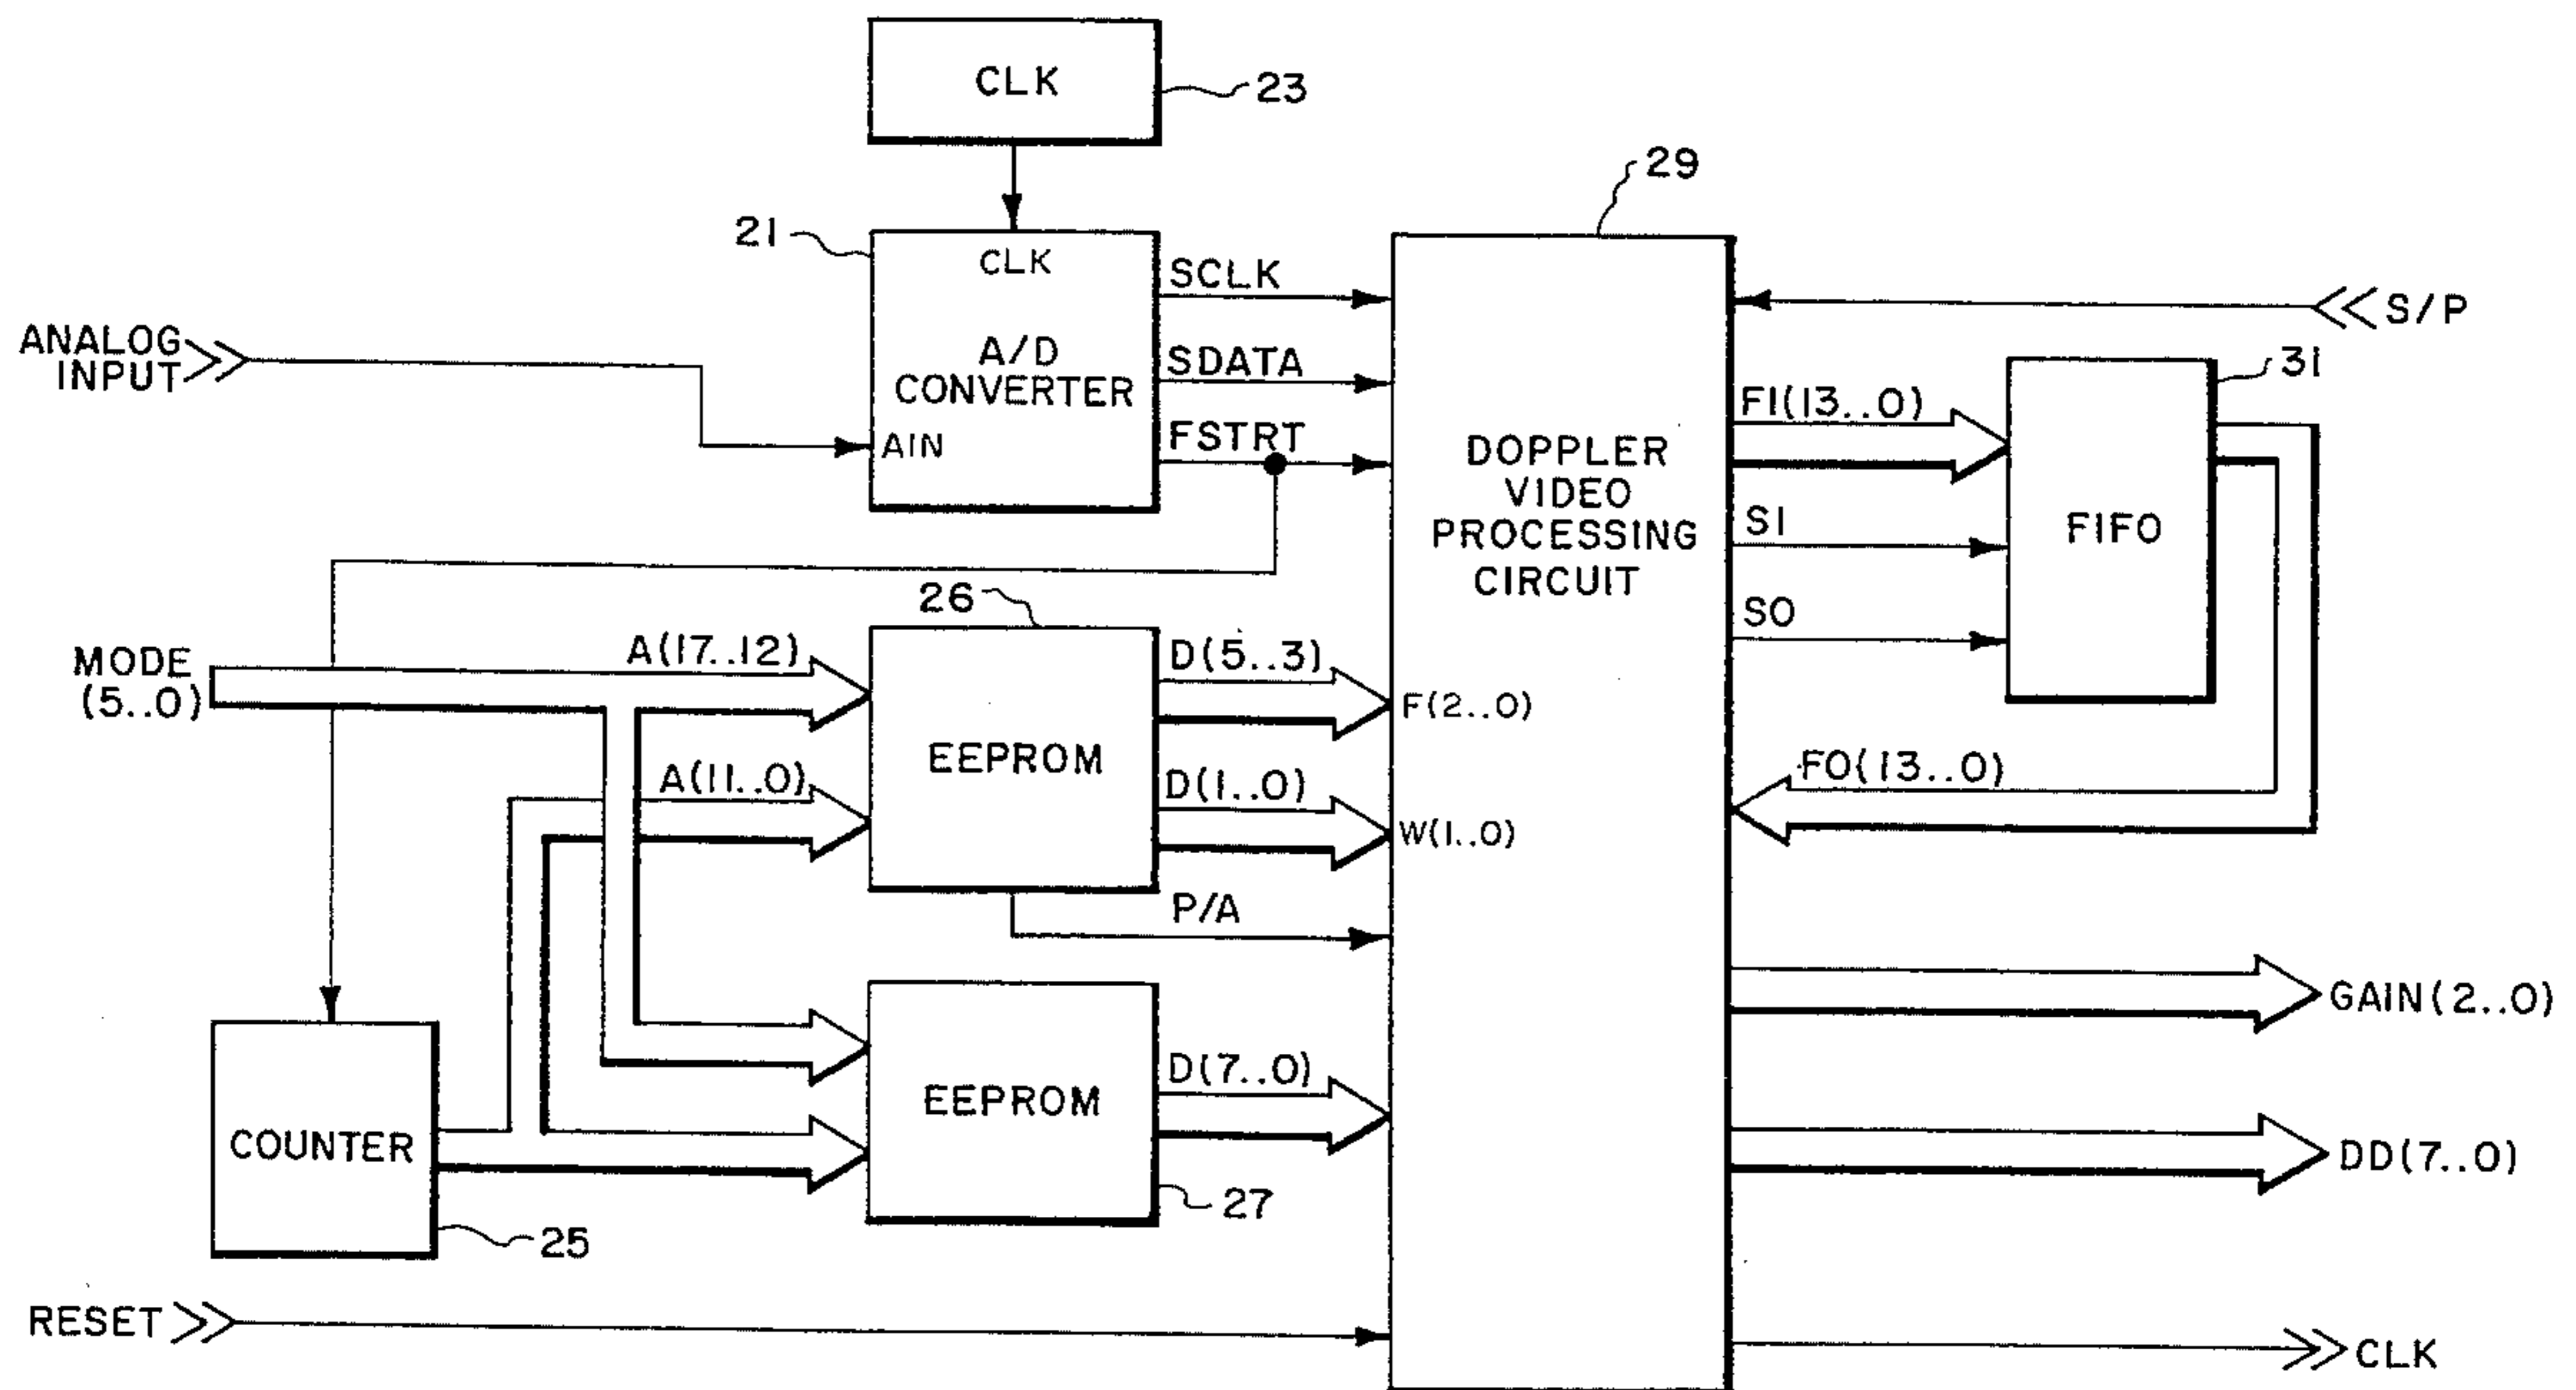 CLK
23
29
21
CLK
SCLK
S/P
ANALOG
INPUT
A/D
CONVERTER
SDATA
31
FI(13..0)
AIN
FSTRT
DOPPLER
VIDEO
PROCESSING
CIRCUIT
SI
FIFO
26
SO
MODE
(5..0)
A(17..12)
D(5..3)
F(2..0)
EEPROM
A(11..0)
D(1..0)
W(1..0)
FO(13..0)
P/A
GAIN(2..0)
D(7..0)
EEPROM
COUNTER
DD(7..0)
27
25
RESET
CLK